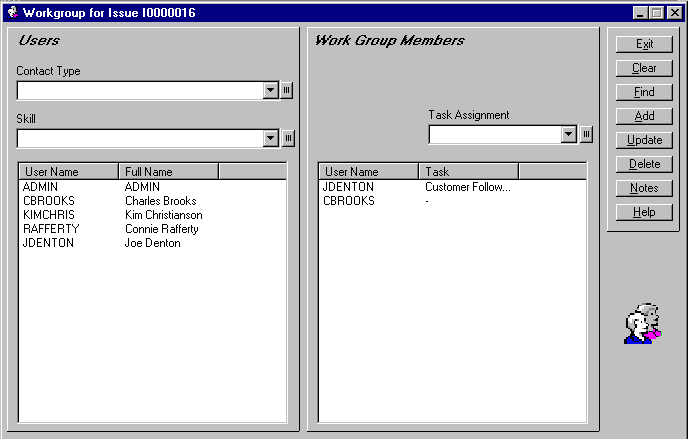 Workgroup for Issue I0000016
Users
Contact Type
Skill
User Name Full Name
ADMIN ADMIN
CBROOKS Charles Brooks
KIMCHRIS Kim Christianson
RAFFERTY Connie Rafferty
JDENTON Joe Denton
Work Group Members
Task Assignment
User Name Task
JDENTON Customer Follow...
CBROOKS -
Exit
Clear
Find
Add
Update
Delete
Notes
Help